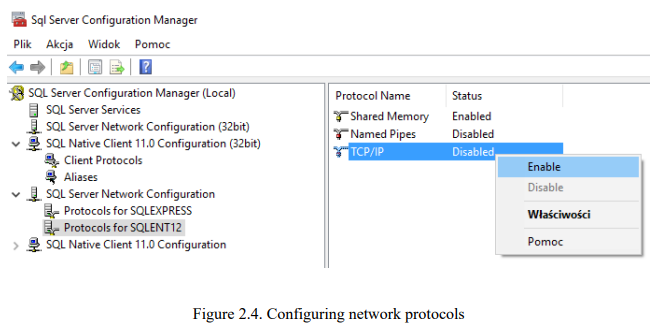 Sql Server Configuration Manager
Plik Akcja Widok Pomoc
SQL Server Configuration Manager (Local)
SQL Server Services
SQL Server Network Configuration (32bit)
SQL Native Client 11.0 Configuration (32bit)
Client Protocols
Aliases
SQL Server Network Configuration
Protocols for SQLEXPRESS
Protocols for SQLENT12
SQL Native Client 11.0 Configuration
Protocol Name Status
Shared Memory Enabled
Named Pipes Disabled
TCP/IP Disabled
Enable
Disable
Właściwości
Pomoc
Figure 2.4. Configuring network protocols